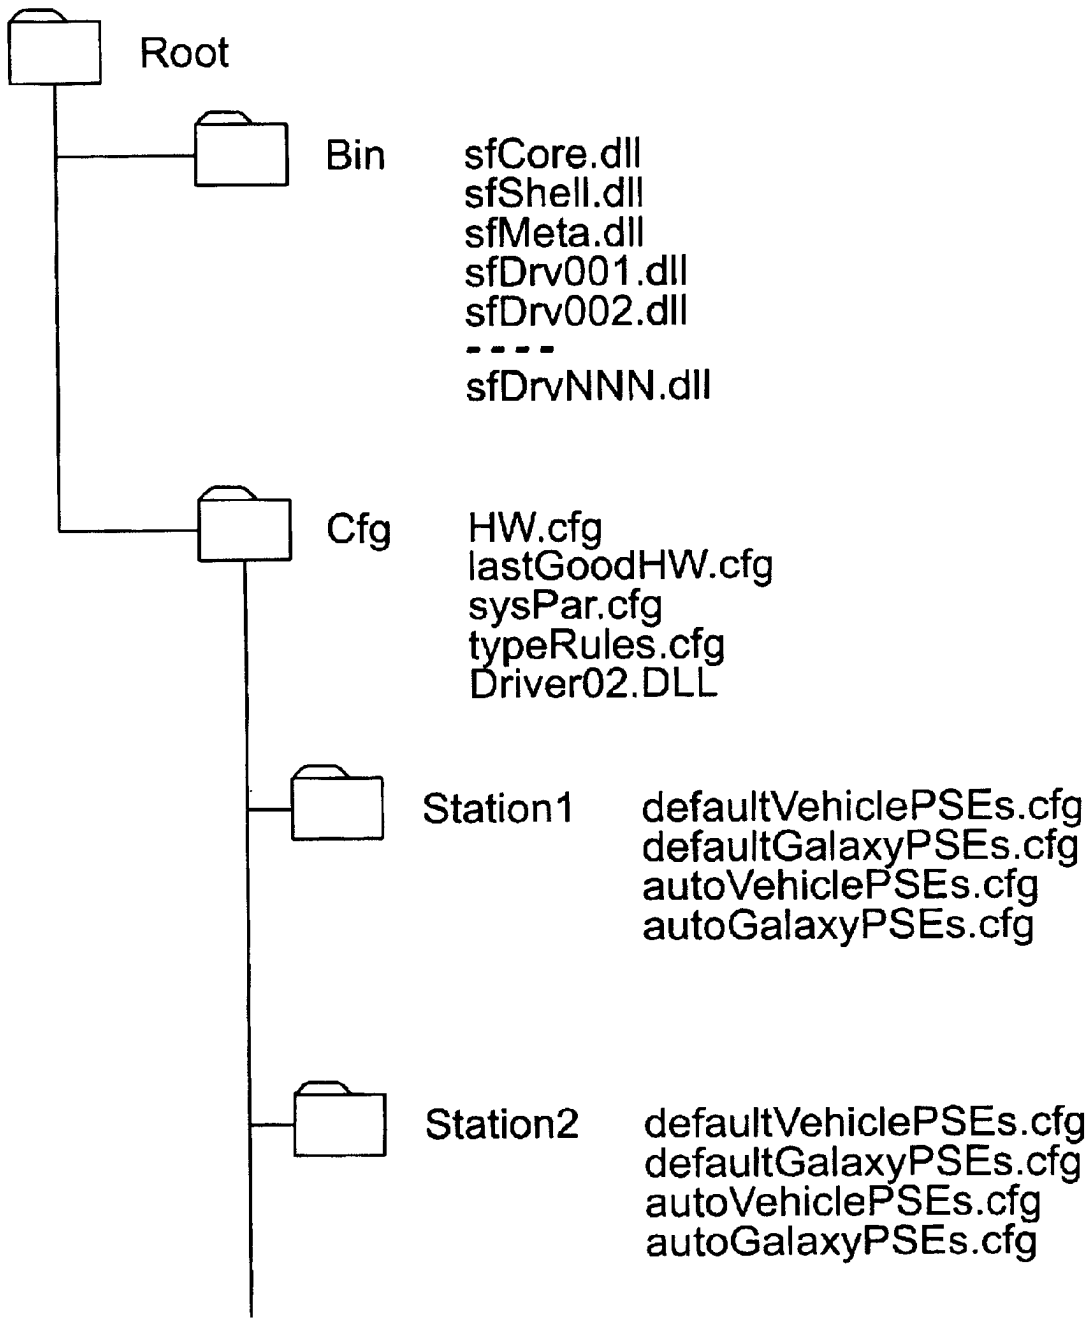 Root
Bin
sfCore.dll
sfShell.dll
sfMeta.dll
sfDrv001.dll
sfDrv002.dll
----
sfDrvNNN.dll
Cfg
HW.cfg
lastGoodHW.cfg
sysPar.cfg
typeRules.cfg
Driver02.DLL
Station1
defaultVehiclePSEs.cfg
defaultGalaxyPSEs.cfg
autoVehiclePSEs.cfg
autoGalaxyPSEs.cfg
Station2
defaultVehiclePSEs.cfg
defaultGalaxyPSEs.cfg
autoVehiclePSEs.cfg
autoGalaxyPSEs.cfg